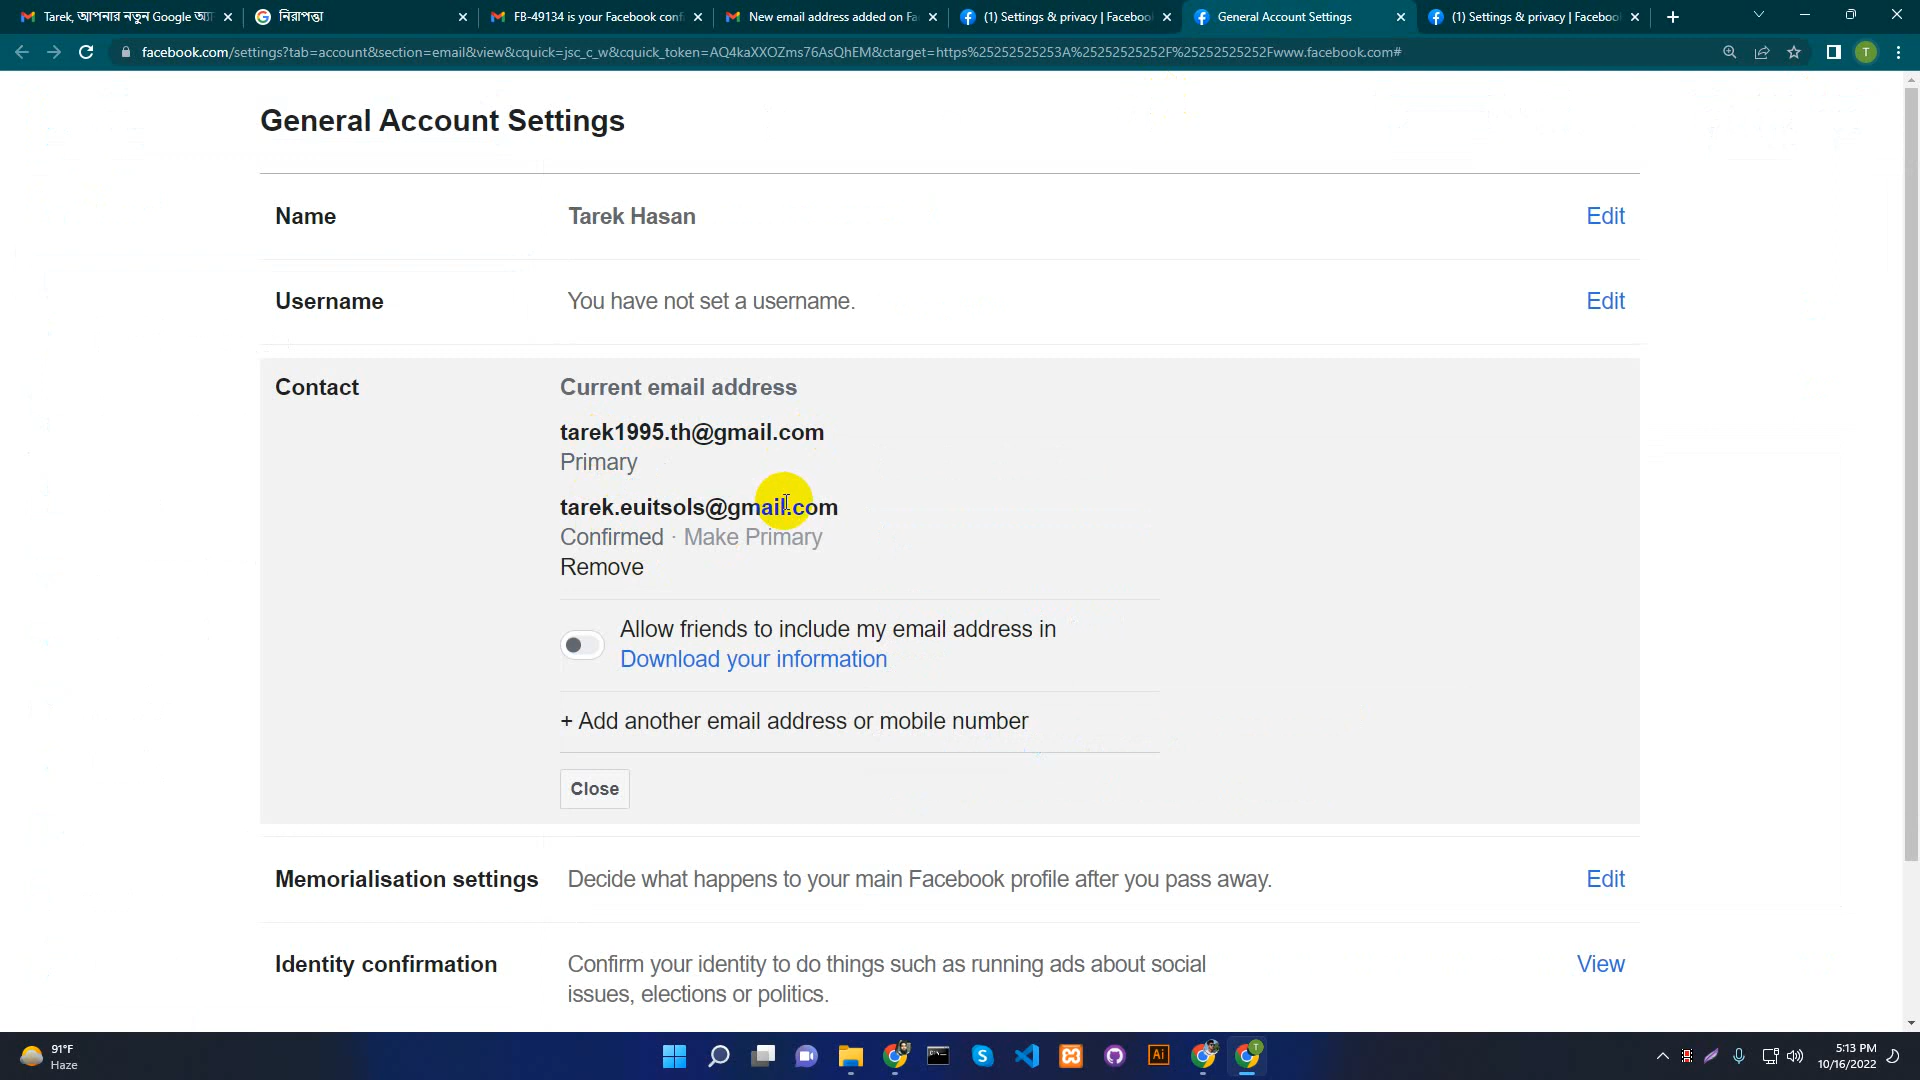 Tarek, আপনার নতুন Google অ্যা
নিরাপত্তা
FB-49134 is your Facebook conf
New email address added on Fa
(1) Settings & privacy | Facebook
General Account Settings
(1) Settings & privacy | Facebook
facebook.com/settings?tab=account&section=email&view&cquick=jsc_c_w&cquick_token=AQ4kaXXOZms76AsQhEM&ctarget=https%25252525253A%25252525252F%25252525252Fwww.facebook.com#
T
General Account Settings
Name
Tarek Hasan
Edit
Username
You have not set a username.
Edit
Contact
Current email address
tarek1995.th@gmail.com
Primary
tarek.euitsols@gmail.com
Confirmed · Make Primary
Remove
Allow friends to include my email address in
Download your information
+ Add another email address or mobile number
Close
Memorialisation settings
Decide what happens to your main Facebook profile after you pass away.
Edit
Identity confirmation
Confirm your identity to do things such as running ads about social
issues, elections or politics.
View
91°F
Haze
Ai
5:13 PM
10/16/2022